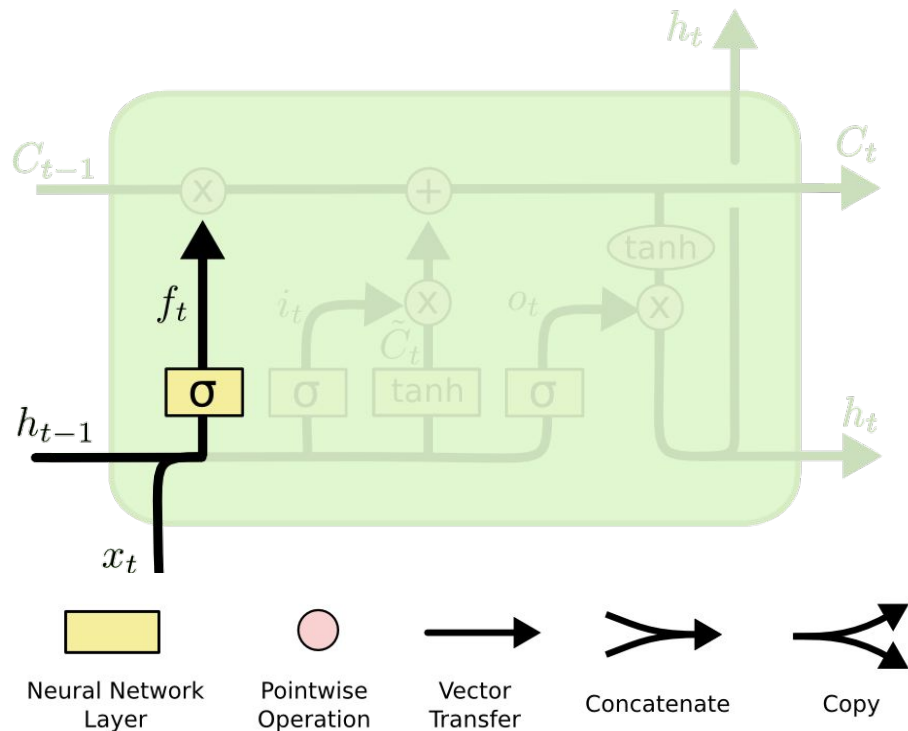 h_t
C_{t-1}
C_t
x
+
tanh
f_t
i_t
x
o_t
x
C̃_t
σ
σ
tanh
σ
h_{t-1}
h_t
x_t
Neural Network
Layer
Pointwise
Operation
Vector
Transfer
Concatenate
Copy